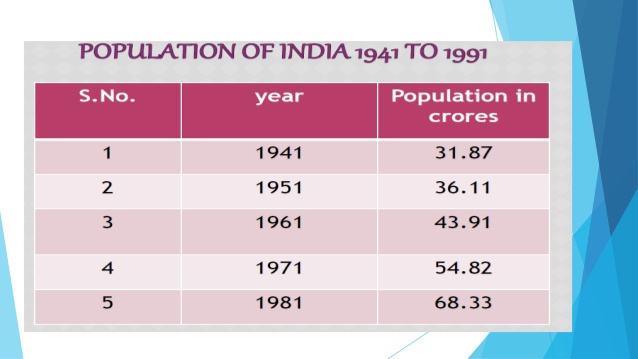 POPULATION OF INDIA 1941 TO 1991
S.No. year Population in
crores
1 1941 31.87
2 1951 36.11
3 1961 43.91
4 1971 54.82
5 1981 68.33